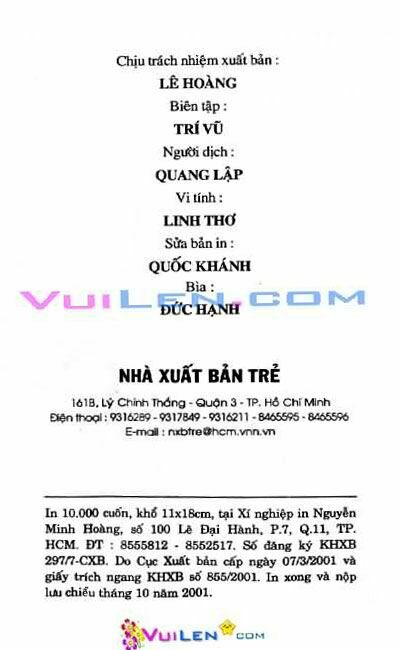 Chịu trách nhiệm xuất bản :
LÊ HOÀNG
Biên tập :
TRÍ VŨ
Người dịch :
QUANG LẬP
Vi tính :
LINH THƠ
Sửa bản in :
QUỐC KHÁNH
Bìa :
VUILEN.COM
ĐỨC HẠNH
NHÀ XUẤT BẢN TRẺ
161B, Lý Chính Thắng - Quận 3 - TP. Hồ Chí Minh
Điện thoại : 9316289 - 9317849 - 9316211 - 8465595 - 8465596
E-mail : nxbtre@hcm.vnn.vn
In 10.000 cuốn, khổ 11x18cm, tại Xí nghiệp in Nguyễn
Minh Hoàng, số 100 Lê Đại Hành, P.7, Q.11, TP.
HCM. ĐT : 8555812 - 8552517. Số đăng ký KHXB
297/7-CXB. Do Cục Xuất bản cấp ngày 07/3/2001 và
giấy trích ngang KHXB số 855/2001. In xong và nộp
lưu chiểu tháng 10 năm 2001.
VUILEN.COM